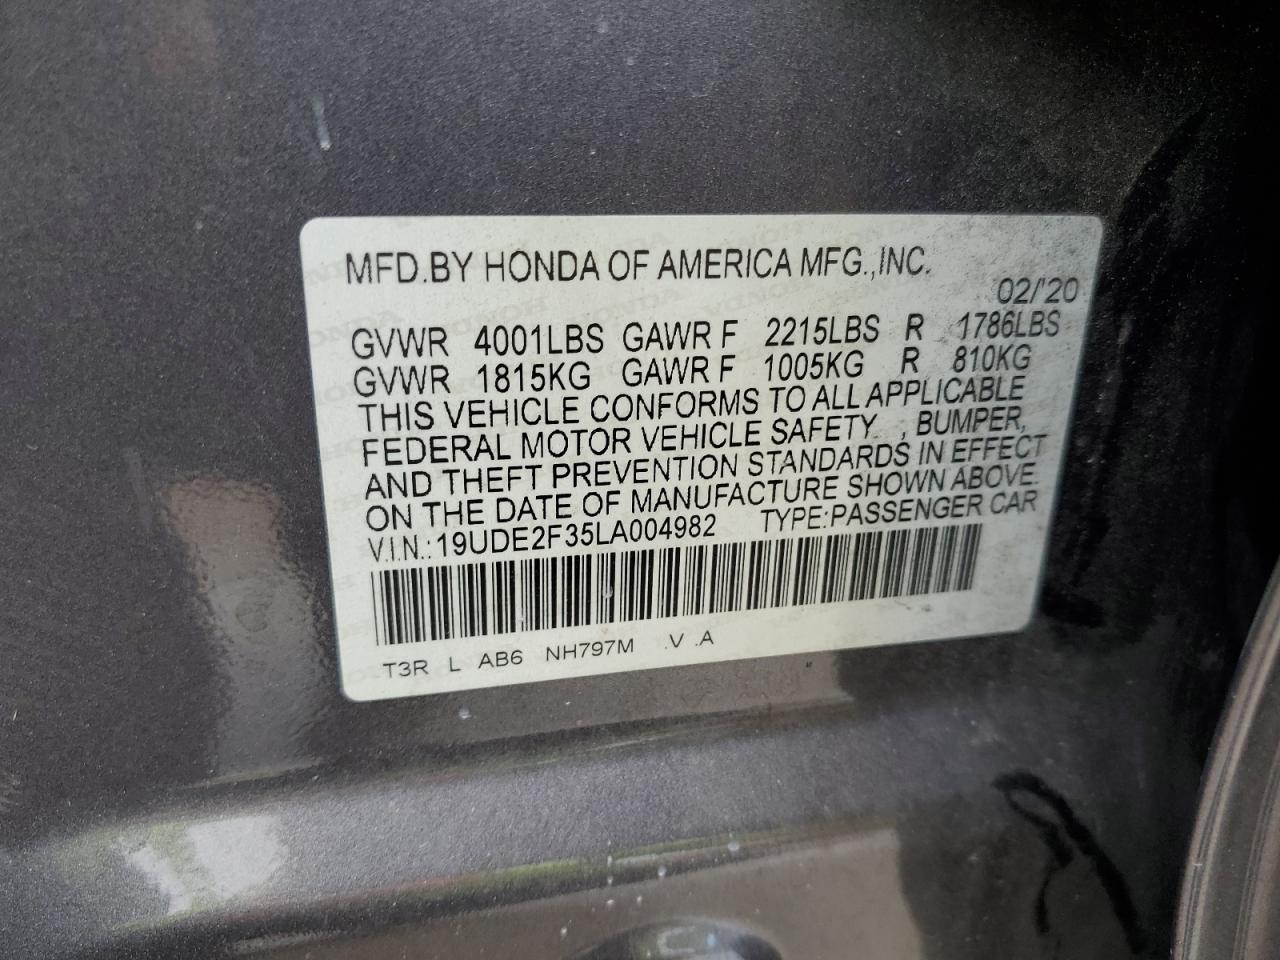 MFD.BY HONDA OF AMERICA MFG.,INC.
02/'20
GVWR 4001LBS GAWR F 2215LBS R 1786LBS
GVWR 1815KG GAWR F 1005KG R 810KG
THIS VEHICLE CONFORMS TO ALL APPLICABLE
FEDERAL MOTOR VEHICLE SAFETY , BUMPER,
AND THEFT PREVENTION STANDARDS IN EFFECT
ON THE DATE OF MANUFACTURE SHOWN ABOVE.
V.I.N.: 19UDE2F35LA004982 TYPE:PASSENGER CAR
T3R L AB6 NH797M .V .A